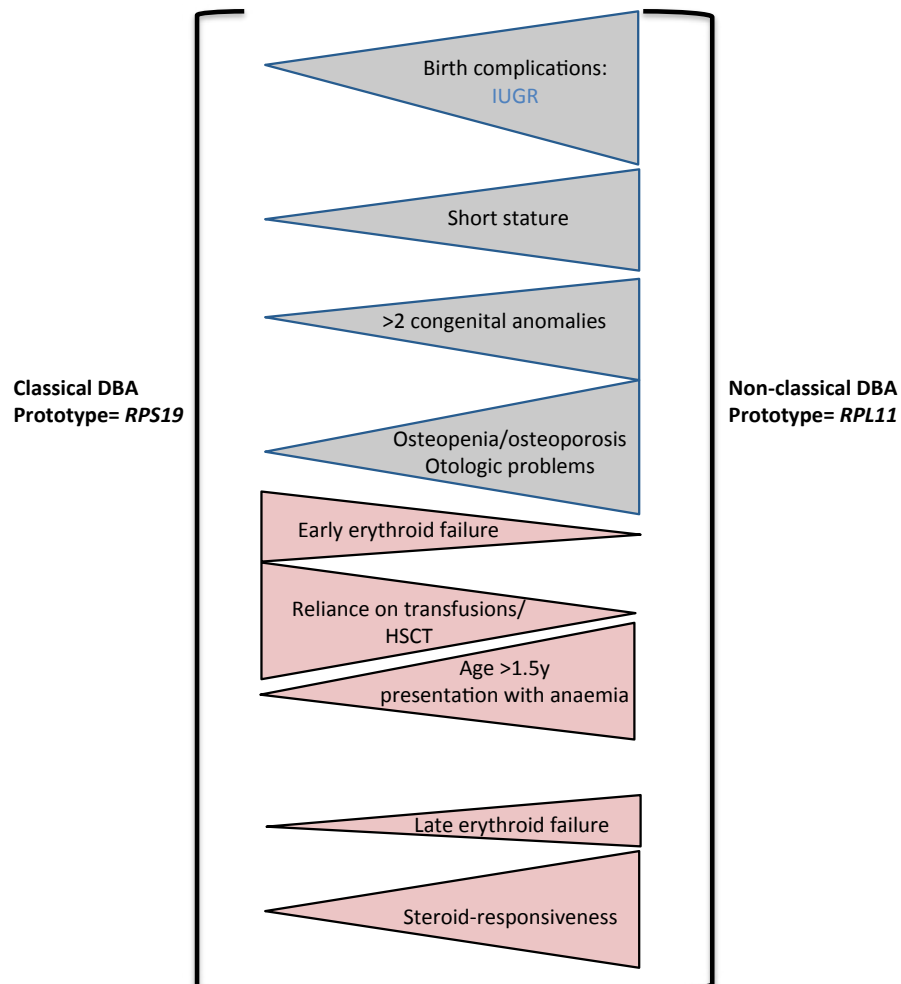 Birth complications:
IUGR
Short stature
>2 congenital anomalies
Classical DBA
Prototype= RPS19
Non-classical DBA
Prototype= RPL11
Osteopenia/osteoporosis
Otologic problems
Early erythroid failure
Reliance on transfusions/
HSCT
Age >1.5y
presentation with anaemia
Late erythroid failure
Steroid-responsiveness